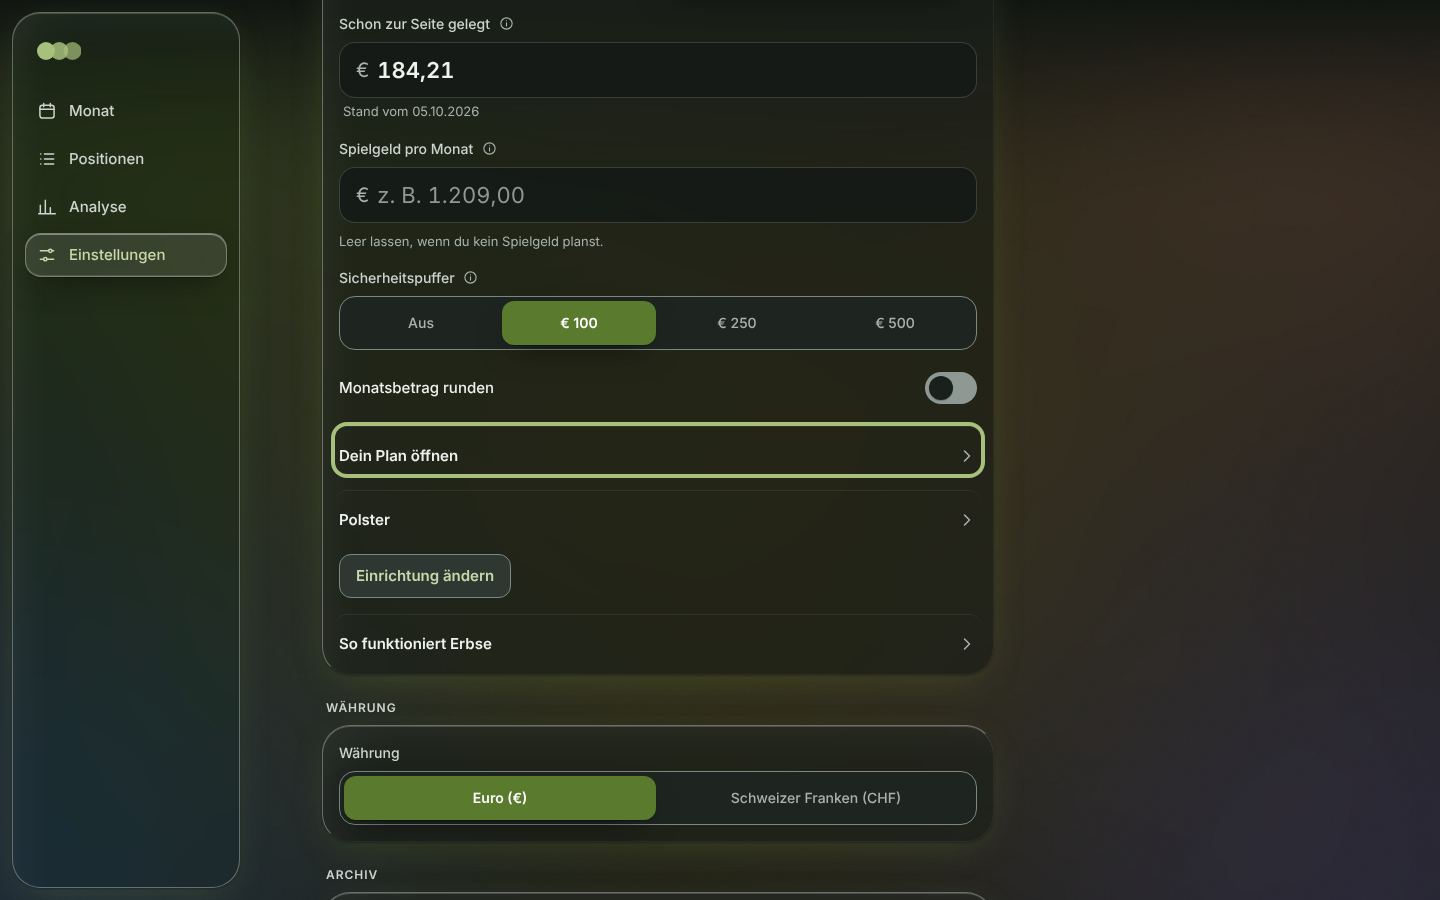 Monat
Positionen
Analyse
Einstellungen
Schon zur Seite gelegt
€ 184,21
Stand vom 05.10.2026
Spielgeld pro Monat
€ z. B. 1.209,00
Leer lassen, wenn du kein Spielgeld planst.
Sicherheitspuffer
Aus € 100 € 250 € 500
Monatsbetrag runden
Dein Plan öffnen
Polster
Einrichtung ändern
So funktioniert Erbse
WÄHRUNG
Währung
Euro (€) Schweizer Franken (CHF)
ARCHIV